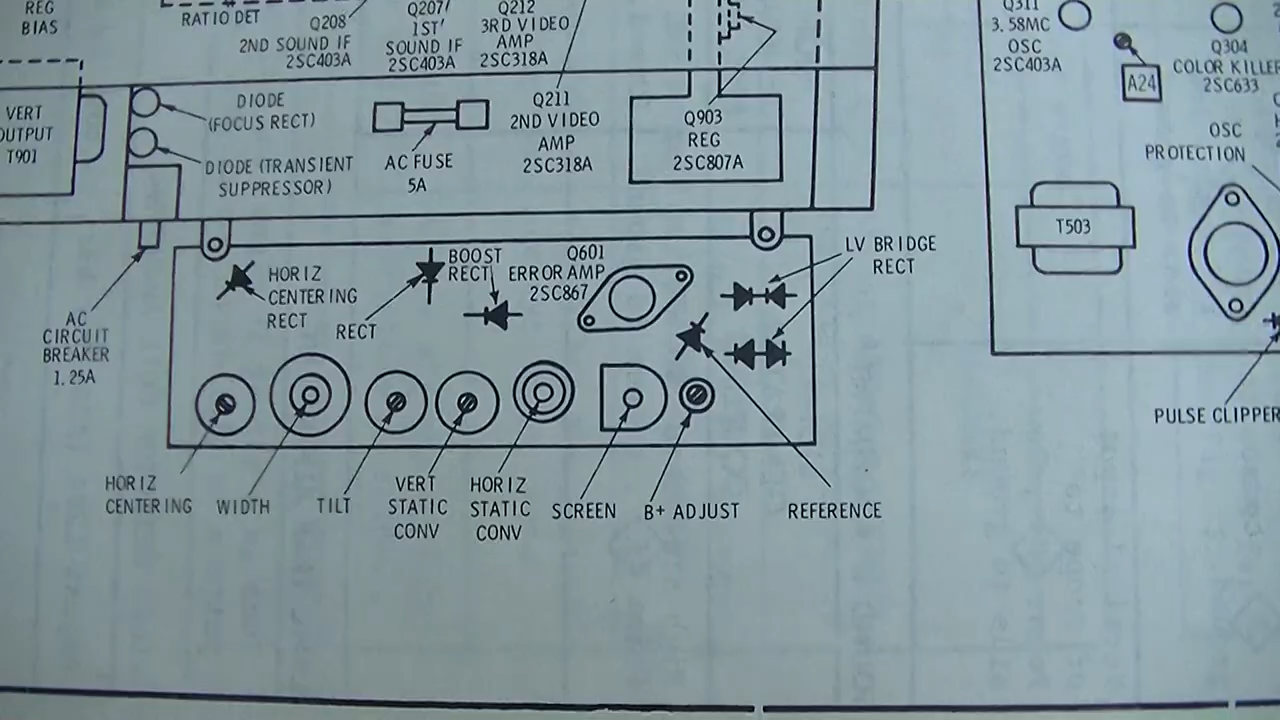 REG
BIAS
RATIO DET
Q208
2ND SOUND IF
2SC403A
Q207
1ST
SOUND IF
2SC403A
Q212
3RD VIDEO
AMP
2SC318A
Q311
3.58MC
OSC
2SC403A
A24
Q304
COLOR KILLER
2SC633
VERT
OUTPUT
T901
DIODE
(FOCUS RECT)
DIODE (TRANSIENT
SUPPRESSOR)
AC FUSE
5A
Q211
2ND VIDEO
AMP
2SC318A
Q903
REG
2SC807A
OSC
PROTECTION
T503
HORIZ
CENTERING
RECT
RECT
BOOST
RECT
Q601
ERROR AMP
2SC867
LV BRIDGE
RECT
AC
CIRCUIT
BREAKER
1.25A
PULSE CLIPPER
HORIZ
CENTERING
WIDTH
TILT
VERT
STATIC
CONV
HORIZ
STATIC
CONV
SCREEN
B+ ADJUST
REFERENCE